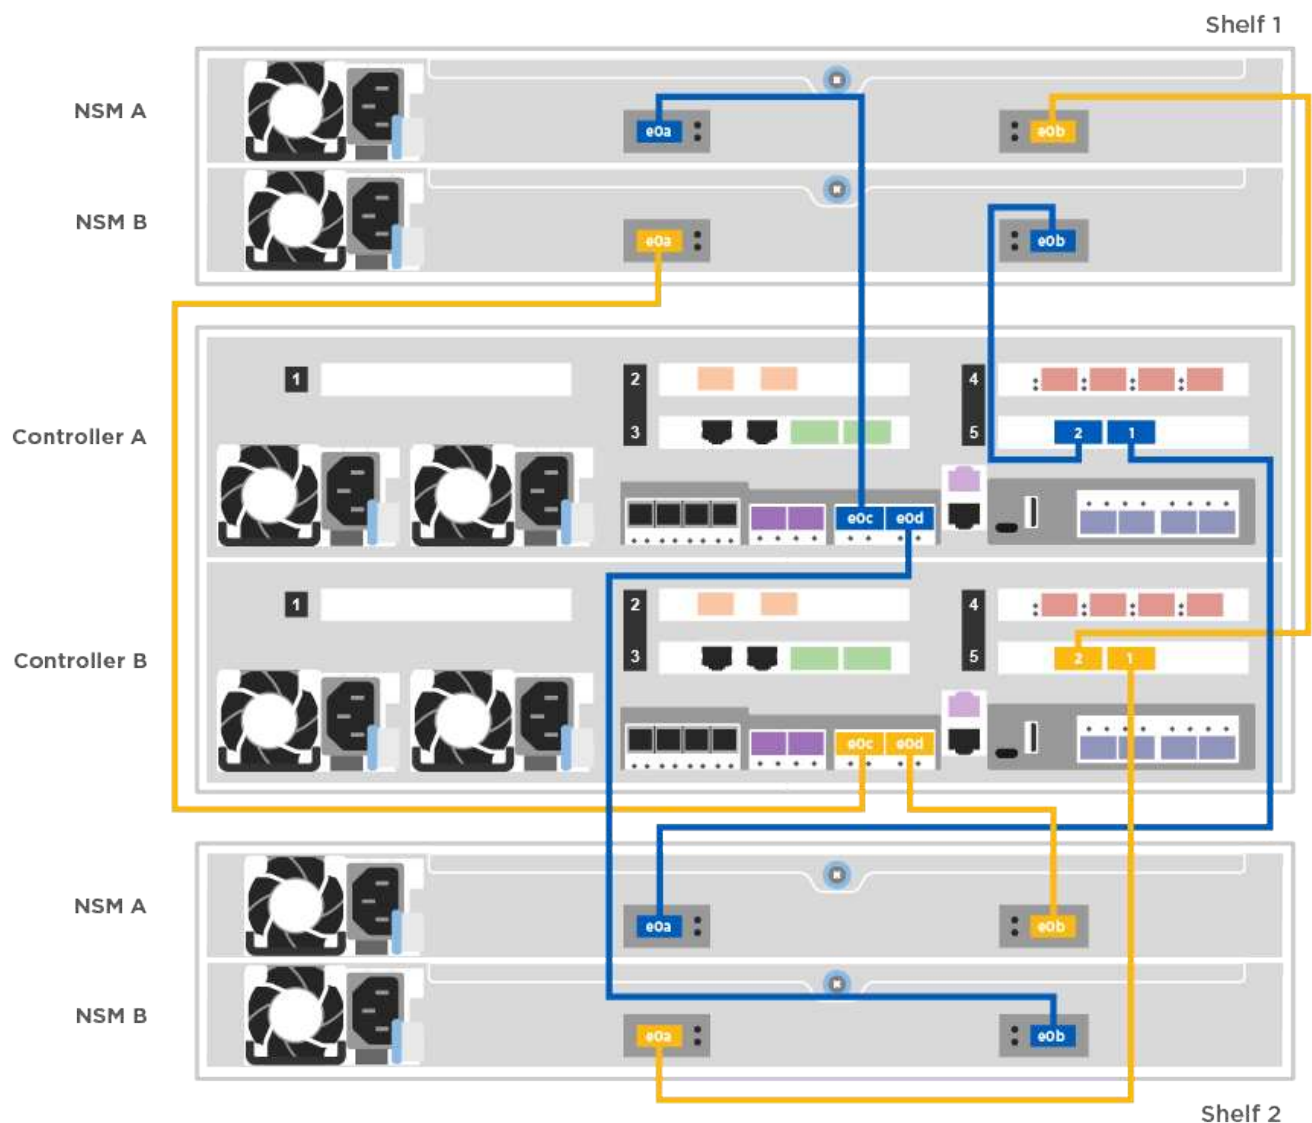 Shelf 1
NSM A
e0a
e0b
NSM B
e0a
e0b
Controller A
1
2
4
3
5
2 1
e0c e0d
Controller B
1
2
4
3
5
2 1
e0c e0d
NSM A
e0a
e0b
NSM B
e0a
e0b
Shelf 2